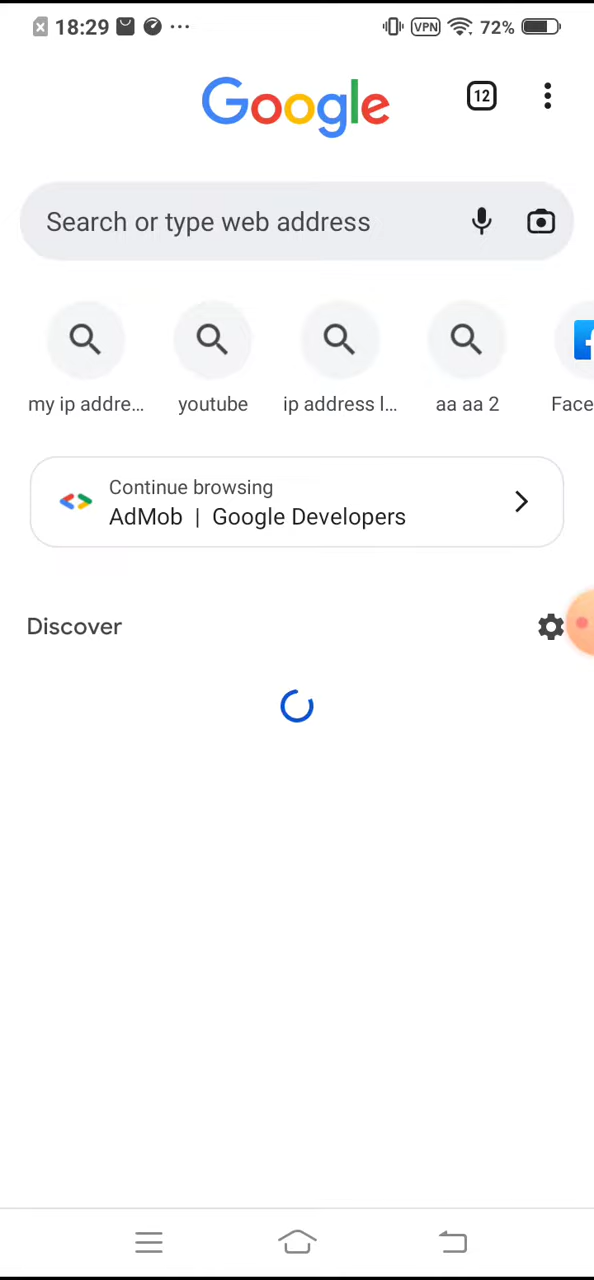 18:29 ... VPN 72%
Google 12
Search or type web address
my ip addre... youtube ip address l... aa aa 2 Face
Continue browsing
AdMob | Google Developers
Discover